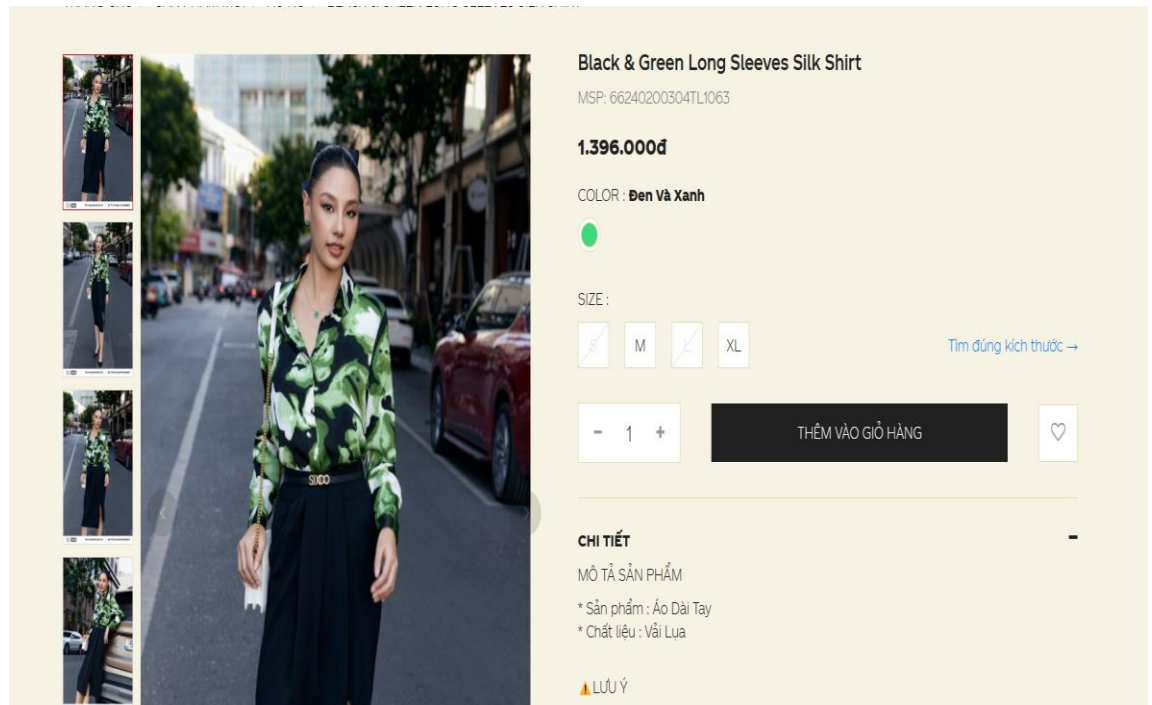 Black & Green Long Sleeves Silk Shirt
MSP: 66240200304TL1063
1.396.000đ
COLOR : Đen Và Xanh
SIZE :
S M L XL
Tìm đúng kích thước →
- 1 +
THÊM VÀO GIỎ HÀNG
SIXDO
CHI TIẾT
MÔ TẢ SẢN PHẨM
* Sản phẩm : Áo Dài Tay
* Chất liệu : Vải Lụa
⚠LƯU Ý